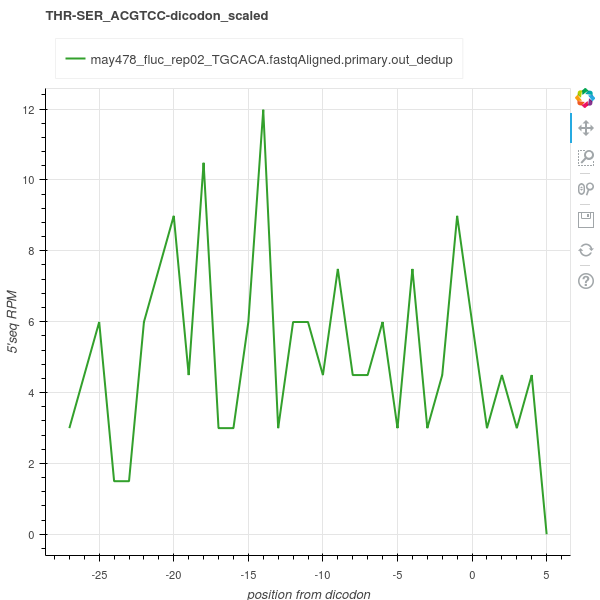 THR-SER_ACGTCC-dicodon_scaled
may478_fluc_rep02_TGCACA.fastqAligned.primary.out_dedup
5'seq RPM
12
10
8
6
4
2
0
-25 -20 -15 -10 -5 0 5
position from dicodon